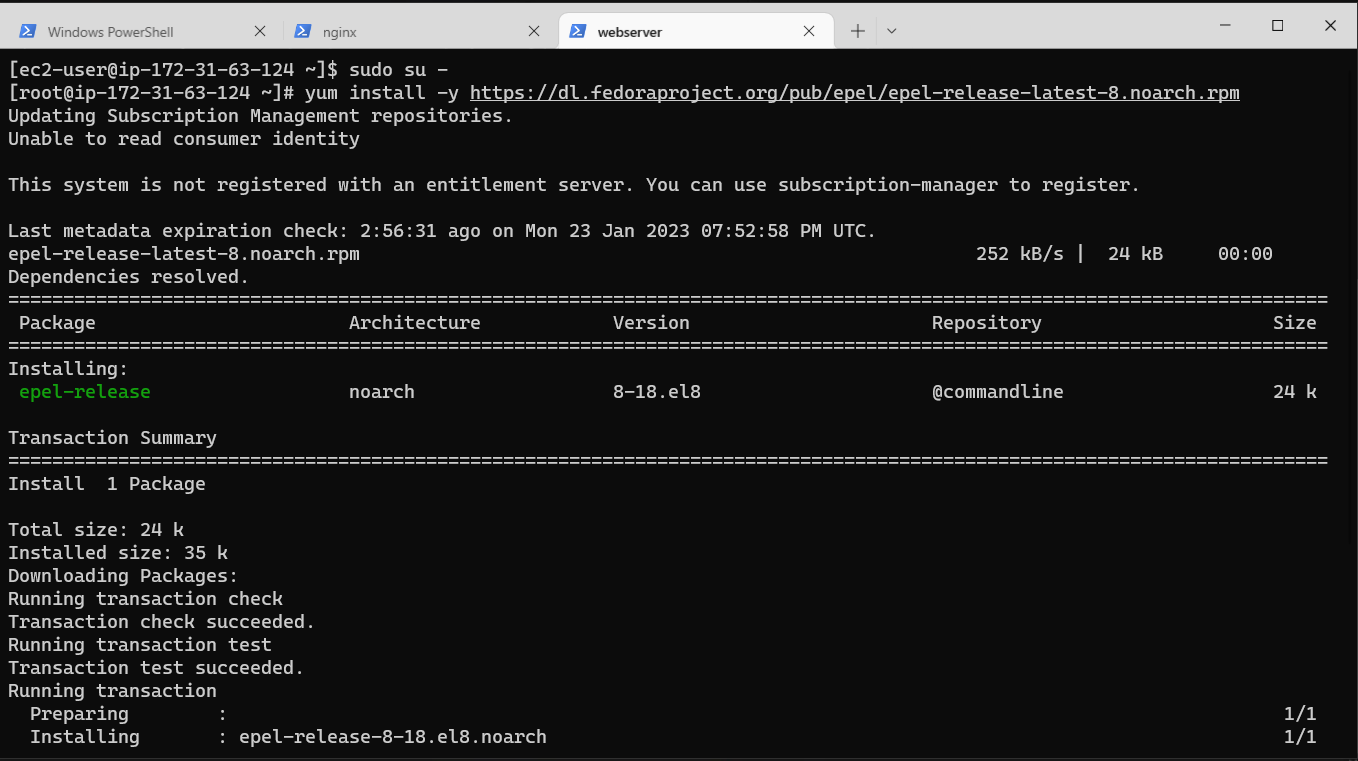 Windows PowerShell
nginx
webserver
[ec2-user@ip-172-31-63-124 ~]$ sudo su -
[root@ip-172-31-63-124 ~]# yum install -y https://dl.fedoraproject.org/pub/epel/epel-release-latest-8.noarch.rpm
Updating Subscription Management repositories.
Unable to read consumer identity
This system is not registered with an entitlement server. You can use subscription-manager to register.
Last metadata expiration check: 2:56:31 ago on Mon 23 Jan 2023 07:52:58 PM UTC.
epel-release-latest-8.noarch.rpm 252 kB/s | 24 kB 00:00
Dependencies resolved.
========================================================================================================================
Package Architecture Version Repository Size
========================================================================================================================
Installing:
epel-release noarch 8-18.el8 @commandline 24 k
Transaction Summary
========================================================================================================================
Install 1 Package
Total size: 24 k
Installed size: 35 k
Downloading Packages:
Running transaction check
Transaction check succeeded.
Running transaction test
Transaction test succeeded.
Running transaction
Preparing : 1/1
Installing : epel-release-8-18.el8.noarch 1/1